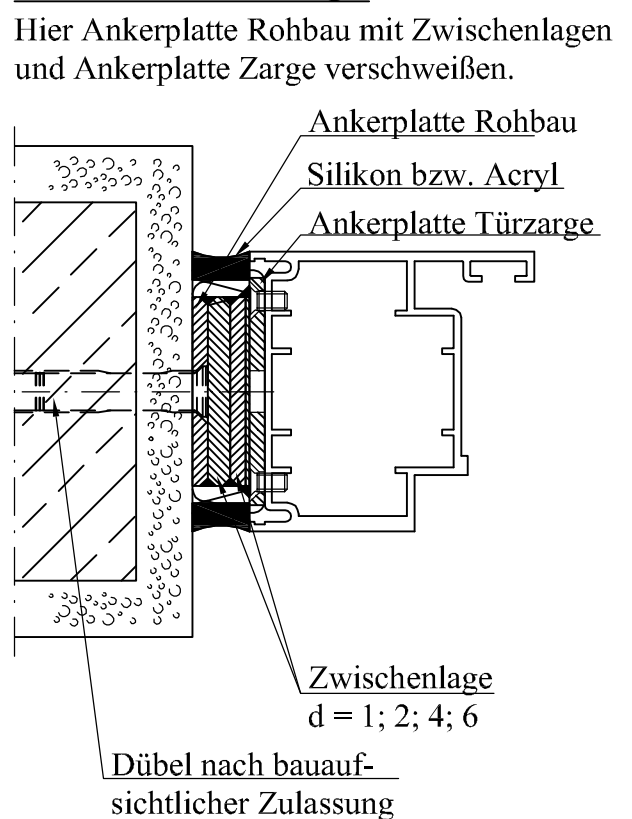 Hier Ankerplatte Rohbau mit Zwischenlagen
und Ankerplatte Zarge verschweißen.
Ankerplatte Rohbau
Silikon bzw. Acryl
Ankerplatte Türzarge
Zwischenlage
d = 1; 2; 4; 6
Dübel nach bauauf-
sichtlicher Zulassung